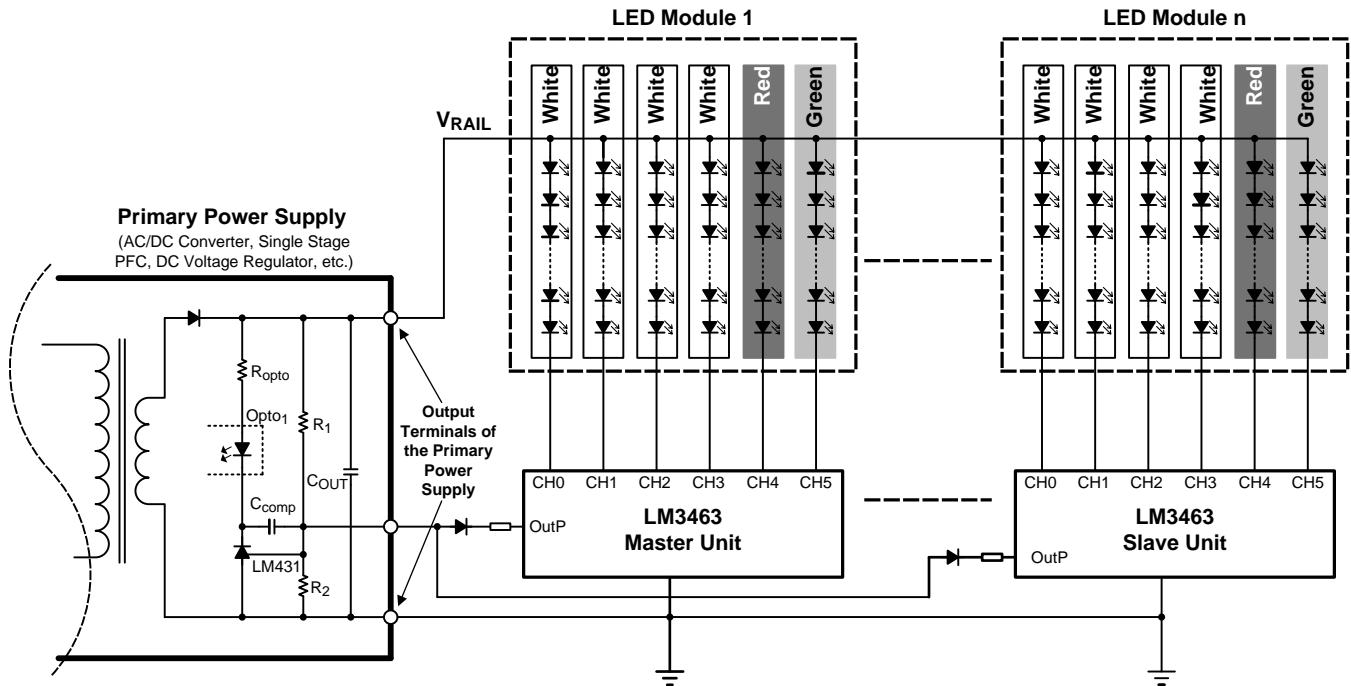 LED Module 1
LED Module n
White White White White Red Green
White White White White Red Green
VRAIL
Primary Power Supply
(AC/DC Converter, Single Stage
PFC, DC Voltage Regulator, etc.)
Ropto
Opto1
R1
Output
Terminals of
the Primary
Power
Supply
COUT
Ccomp
LM431
R2
CH0 CH1 CH2 CH3 CH4 CH5
OutP
LM3463
Master Unit
CH0 CH1 CH2 CH3 CH4 CH5
LM3463
Slave Unit
OutP